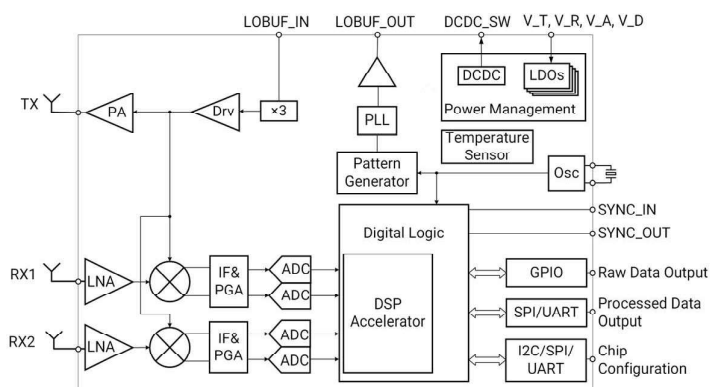 LOBUF_IN
LOBUF_OUT
DCDC_SW
V_T, V_R, V_A, V_D
DCDC
LDOs
Power Management
TX
PA
Drv
×3
PLL
Temperature
Sensor
Pattern
Generator
Osc
SYNC_IN
SYNC_OUT
Digital Logic
RX1
LNA
IF&
PGA
ADC
ADC
GPIO
Raw Data Output
DSP
Accelerator
SPI/UART
Processed Data
Output
RX2
LNA
IF&
PGA
ADC
ADC
I2C/SPI/
UART
Chip
Configuration